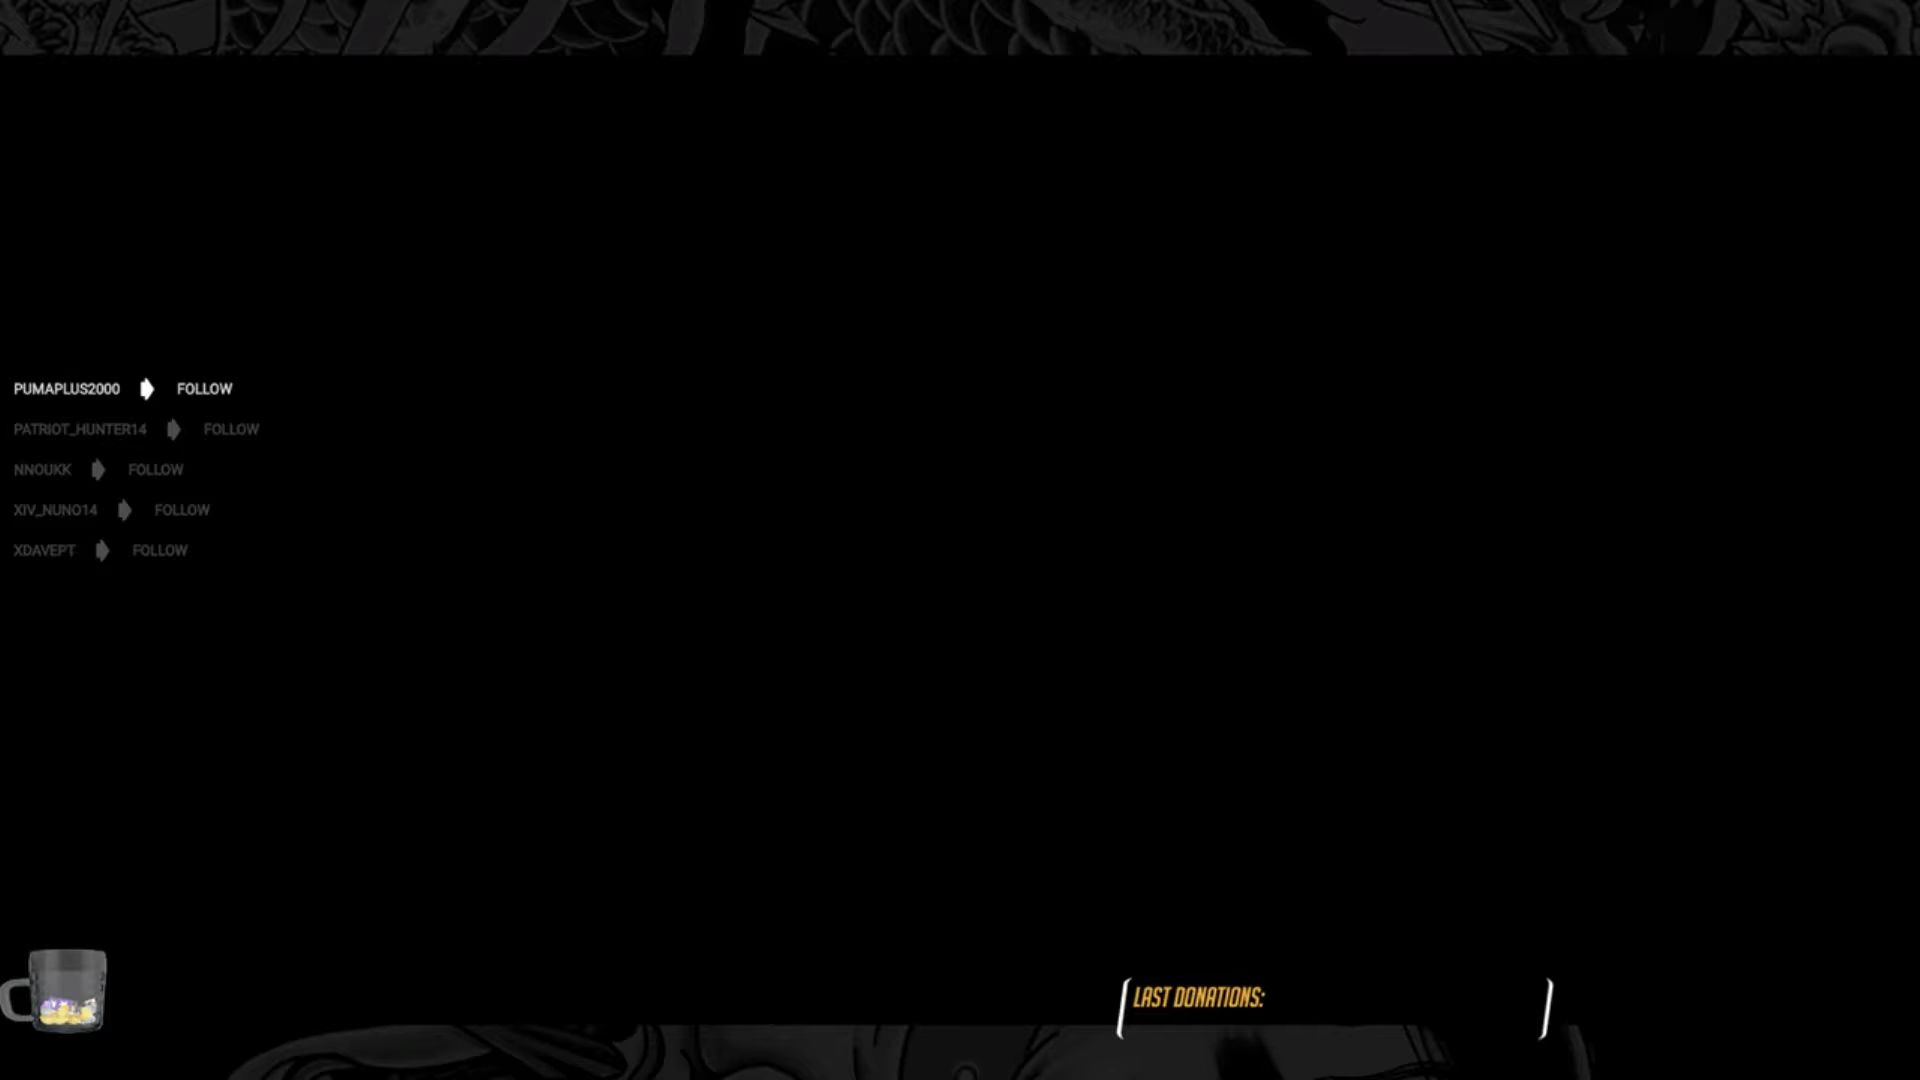 PUMAPLUS2000 FOLLOW
PATRIOT_HUNTER14 FOLLOW
NNOUKK FOLLOW
XIV_NUNO14 FOLLOW
XDAVEPT FOLLOW
LAST DONATIONS: